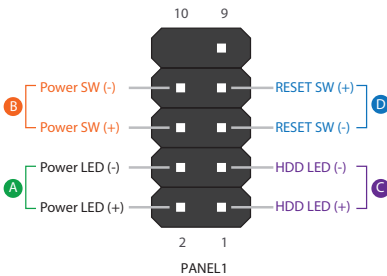 10 9
Power SW (-) RESET SW (+)
B D
Power SW (+) RESET SW (-)
Power LED (-) HDD LED (-)
A C
Power LED (+) HDD LED (+)
2 1
PANEL1